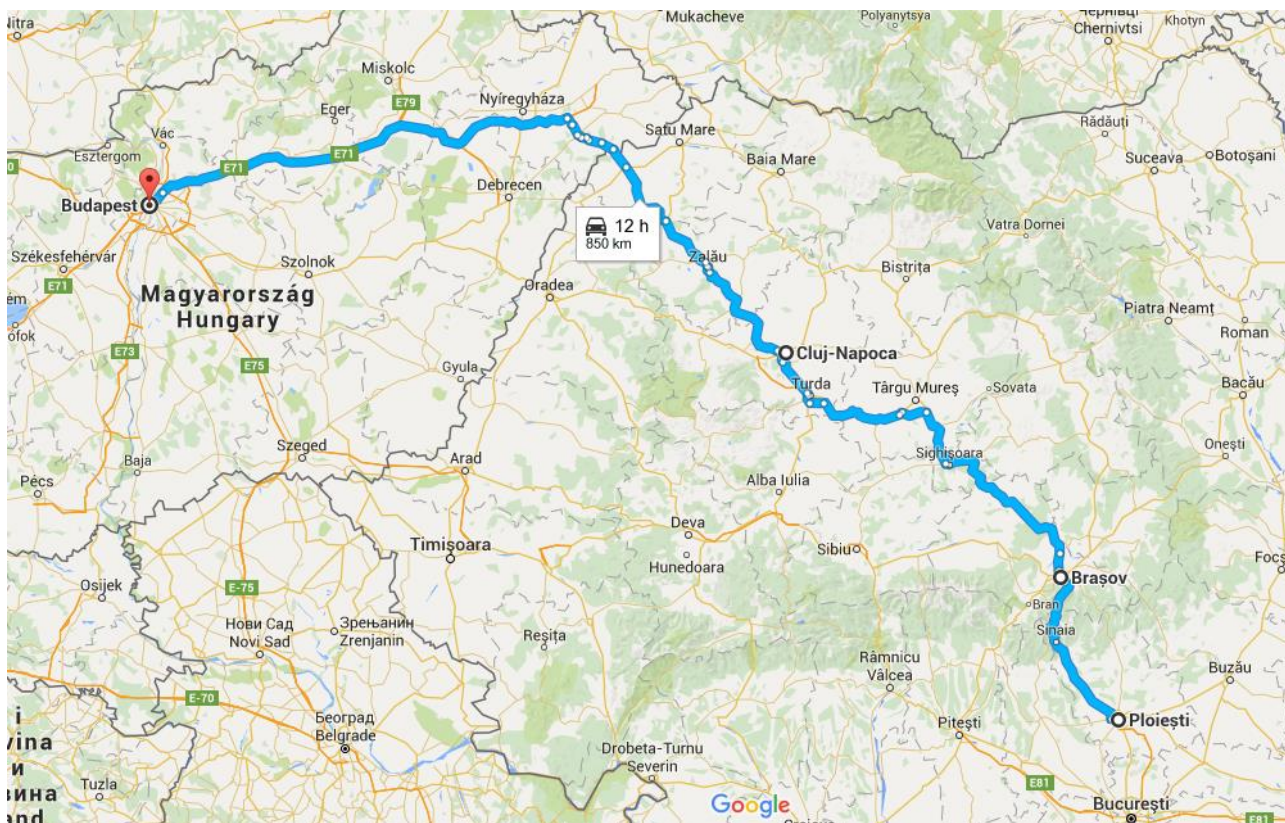 Nitra
Mukacheve
Polyanytsya
Чернівці
Chernivtsi
Khotyn
Miskolc
E79
Eger
Nyíregyháza
Satu Mare
Baia Mare
Rădăuți
Suceava
Botoșani
Vác
Esztergom
E71
E71
Debrecen
Budapest
12 h
850 km
Zalău
Vatra Dornei
Székesfehérvár
E71
Szolnok
Oradea
Bistrița
Piatra Neamț
Roman
Magyarország
Hungary
E73
E75
Gyula
Cluj-Napoca
Turda
Târgu Mureș
Sovata
Bacău
Szeged
Baja
Pécs
Arad
Sighișoara
Onești
Alba Iulia
Deva
Hunedoara
Sibiu
Timișoara
Brașov
Bran
Sinaia
Osijek
E-75
Нови Сад
Novi Sad
Зрењанин
Zrenjanin
Reșița
Râmnicu
Vâlcea
Buzău
E-70
Београд
Belgrade
Ploiești
Pitești
Drobeta-Turnu
Severin
Tuzla
Google
E81
București
E81